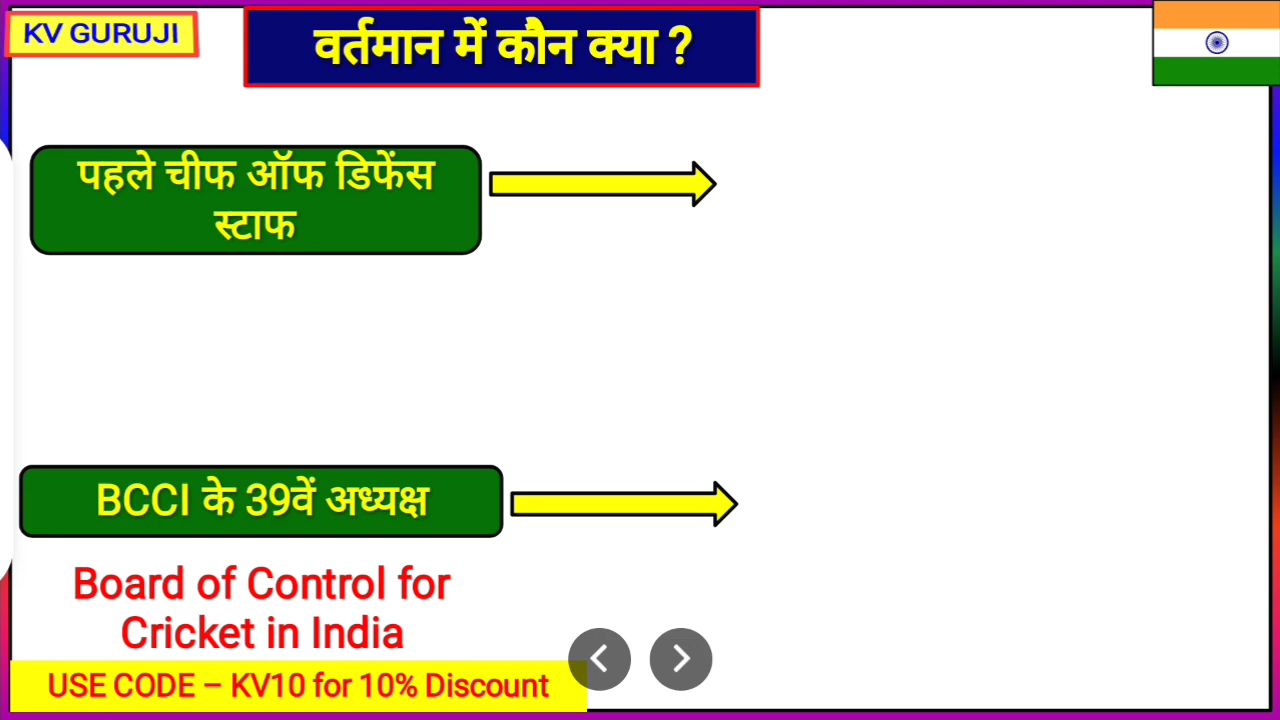 KV GURUJI
वर्तमान में कौन क्या ?
पहले चीफ ऑफ डिफेंस
स्टाफ
BCCI के 39वें अध्यक्ष
Board of Control for
Cricket in India
USE CODE – KV10 for 10% Discount